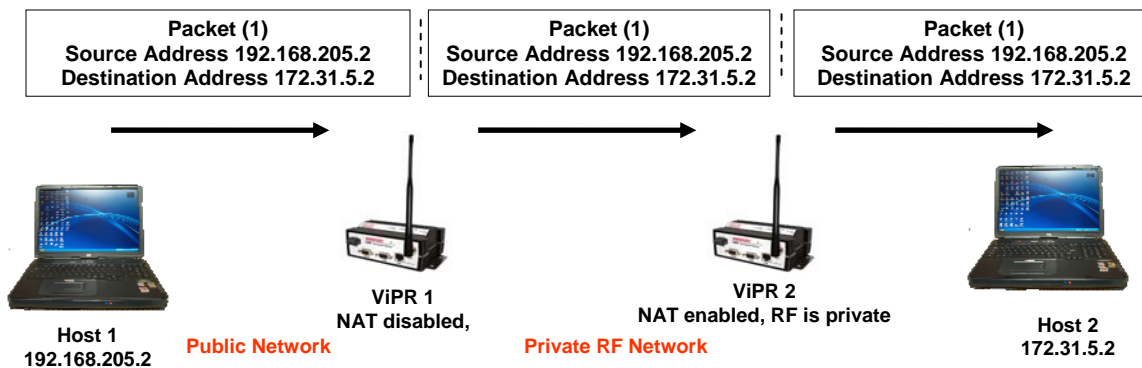 Packet (1)
Source Address 192.168.205.2
Destination Address 172.31.5.2
Packet (1)
Source Address 192.168.205.2
Destination Address 172.31.5.2
Packet (1)
Source Address 192.168.205.2
Destination Address 172.31.5.2
Host 1
192.168.205.2
Public Network
ViPR 1
NAT disabled,
Private RF Network
ViPR 2
NAT enabled, RF is private
Host 2
172.31.5.2